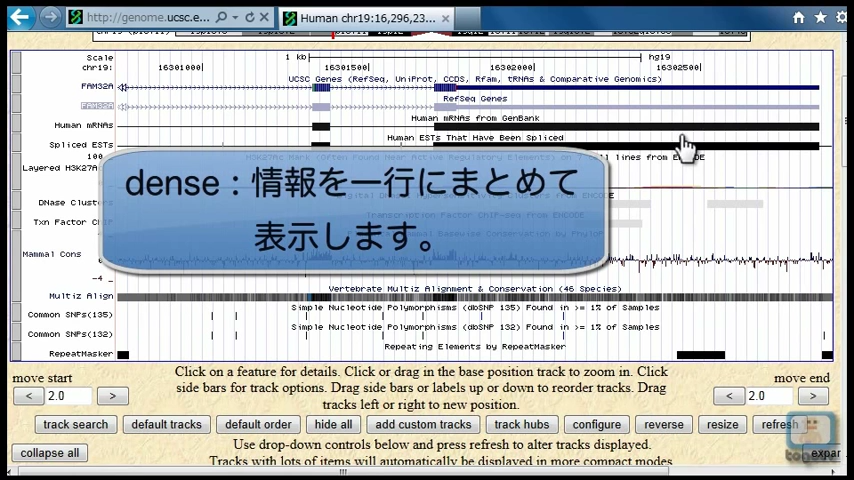 http://genome.ucsc.e...
Human chr19:16,296,23...
Scale
1 kb
hg19
chr19:
16301000
16301500
16302000
16302500
UCSC Genes (RefSeq, UniProt, CCDS, Rfam, tRNAs & Comparative Genomics)
FAM32A
RefSeq Genes
FAM32A
Human mRNAs from GenBank
Human mRNAs
Human ESTs That Have Been Spliced
Spliced ESTs
100
Layered H3K27Ac
DNase Clusters
Txn Factor ChIP
Mammal Cons
-4
dense：情報を一行にまとめて
表示します。
Vertebrate Multiz Alignment & Conservation (46 Species)
Multiz Align
Simple Nucleotide Polymorphisms (dbSNP 135) Found in >= 1% of Samples
Common SNPs(135)
Simple Nucleotide Polymorphisms (dbSNP 132) Found in >= 1% of Samples
Common SNPs(132)
Repeating Elements by RepeatMasker
RepeatMasker
move start
Click on a feature for details. Click or drag in the base position track to zoom in. Click
side bars for track options. Drag side bars or labels up or down to reorder tracks. Drag
tracks left or right to new position.
move end
< 2.0 >
< 2.0 >
track search
default tracks
default order
hide all
add custom tracks
track hubs
configure
reverse
resize
refresh
collapse all
Use drop-down controls below and press refresh to alter tracks displayed.
Tracks with lots of items will automatically be displayed in more compact modes
expan